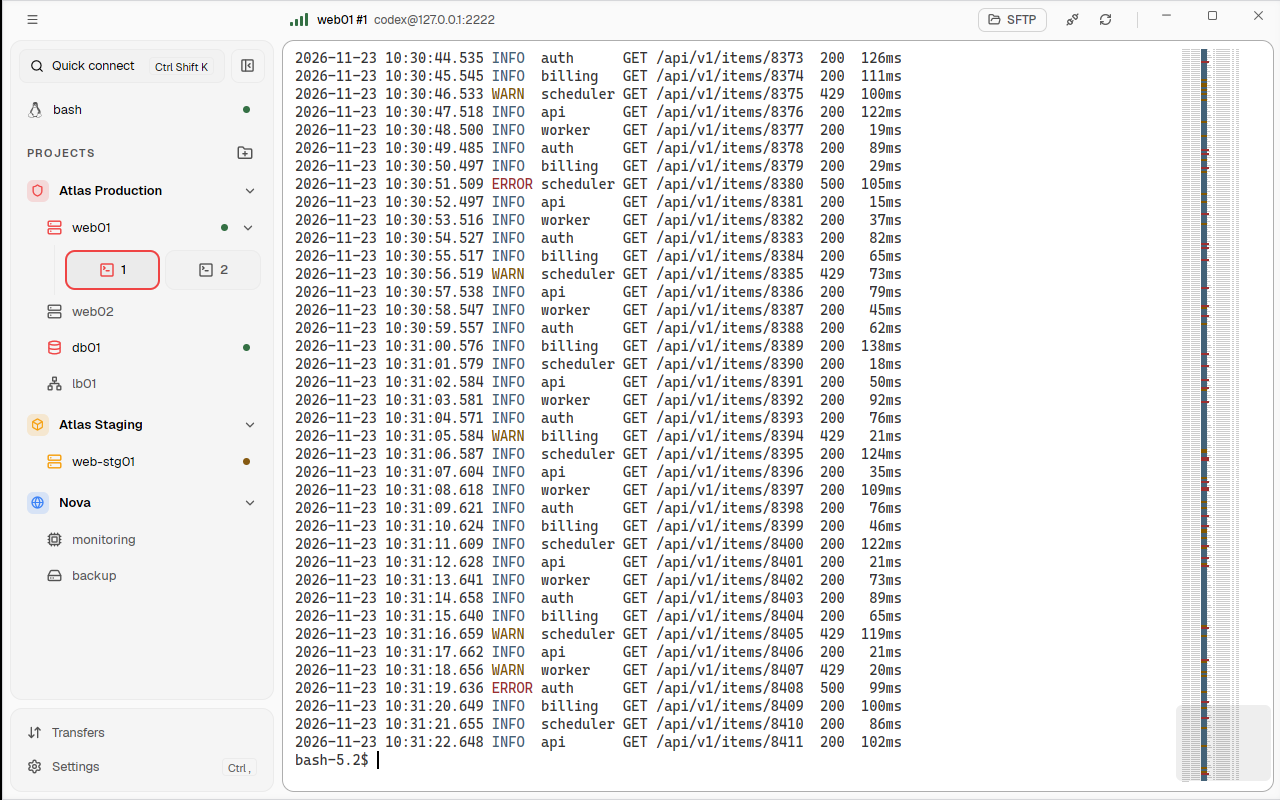 web01 #1 codex@127.0.0.1:2222
SFTP
Quick connect Ctrl Shift K
bash
PROJECTS
Atlas Production
web01
1 2
web02
db01
lb01
Atlas Staging
web-stg01
Nova
monitoring
backup
Transfers
Settings Ctrl ,
2026-11-23 10:30:44.535 INFO auth GET /api/v1/items/8373 200 126ms
2026-11-23 10:30:45.545 INFO billing GET /api/v1/items/8374 200 111ms
2026-11-23 10:30:46.533 WARN scheduler GET /api/v1/items/8375 429 100ms
2026-11-23 10:30:47.518 INFO api GET /api/v1/items/8376 200 122ms
2026-11-23 10:30:48.500 INFO worker GET /api/v1/items/8377 200 19ms
2026-11-23 10:30:49.485 INFO auth GET /api/v1/items/8378 200 89ms
2026-11-23 10:30:50.497 INFO billing GET /api/v1/items/8379 200 29ms
2026-11-23 10:30:51.509 ERROR scheduler GET /api/v1/items/8380 500 105ms
2026-11-23 10:30:52.497 INFO api GET /api/v1/items/8381 200 15ms
2026-11-23 10:30:53.516 INFO worker GET /api/v1/items/8382 200 37ms
2026-11-23 10:30:54.527 INFO auth GET /api/v1/items/8383 200 82ms
2026-11-23 10:30:55.517 INFO billing GET /api/v1/items/8384 200 65ms
2026-11-23 10:30:56.519 WARN scheduler GET /api/v1/items/8385 429 73ms
2026-11-23 10:30:57.538 INFO api GET /api/v1/items/8386 200 79ms
2026-11-23 10:30:58.547 INFO worker GET /api/v1/items/8387 200 45ms
2026-11-23 10:30:59.557 INFO auth GET /api/v1/items/8388 200 62ms
2026-11-23 10:31:00.576 INFO billing GET /api/v1/items/8389 200 138ms
2026-11-23 10:31:01.579 INFO scheduler GET /api/v1/items/8390 200 18ms
2026-11-23 10:31:02.584 INFO api GET /api/v1/items/8391 200 50ms
2026-11-23 10:31:03.581 INFO worker GET /api/v1/items/8392 200 92ms
2026-11-23 10:31:04.571 INFO auth GET /api/v1/items/8393 200 76ms
2026-11-23 10:31:05.584 WARN billing GET /api/v1/items/8394 429 21ms
2026-11-23 10:31:06.587 INFO scheduler GET /api/v1/items/8395 200 124ms
2026-11-23 10:31:07.604 INFO api GET /api/v1/items/8396 200 35ms
2026-11-23 10:31:08.618 INFO worker GET /api/v1/items/8397 200 109ms
2026-11-23 10:31:09.621 INFO auth GET /api/v1/items/8398 200 76ms
2026-11-23 10:31:10.624 INFO billing GET /api/v1/items/8399 200 46ms
2026-11-23 10:31:11.609 INFO scheduler GET /api/v1/items/8400 200 122ms
2026-11-23 10:31:12.628 INFO api GET /api/v1/items/8401 200 21ms
2026-11-23 10:31:13.641 INFO worker GET /api/v1/items/8402 200 73ms
2026-11-23 10:31:14.658 INFO auth GET /api/v1/items/8403 200 89ms
2026-11-23 10:31:15.640 INFO billing GET /api/v1/items/8404 200 65ms
2026-11-23 10:31:16.659 WARN scheduler GET /api/v1/items/8405 429 119ms
2026-11-23 10:31:17.662 INFO api GET /api/v1/items/8406 200 21ms
2026-11-23 10:31:18.656 WARN worker GET /api/v1/items/8407 429 20ms
2026-11-23 10:31:19.636 ERROR auth GET /api/v1/items/8408 500 99ms
2026-11-23 10:31:20.649 INFO billing GET /api/v1/items/8409 200 100ms
2026-11-23 10:31:21.655 INFO scheduler GET /api/v1/items/8410 200 86ms
2026-11-23 10:31:22.648 INFO api GET /api/v1/items/8411 200 102ms
bash-5.2$